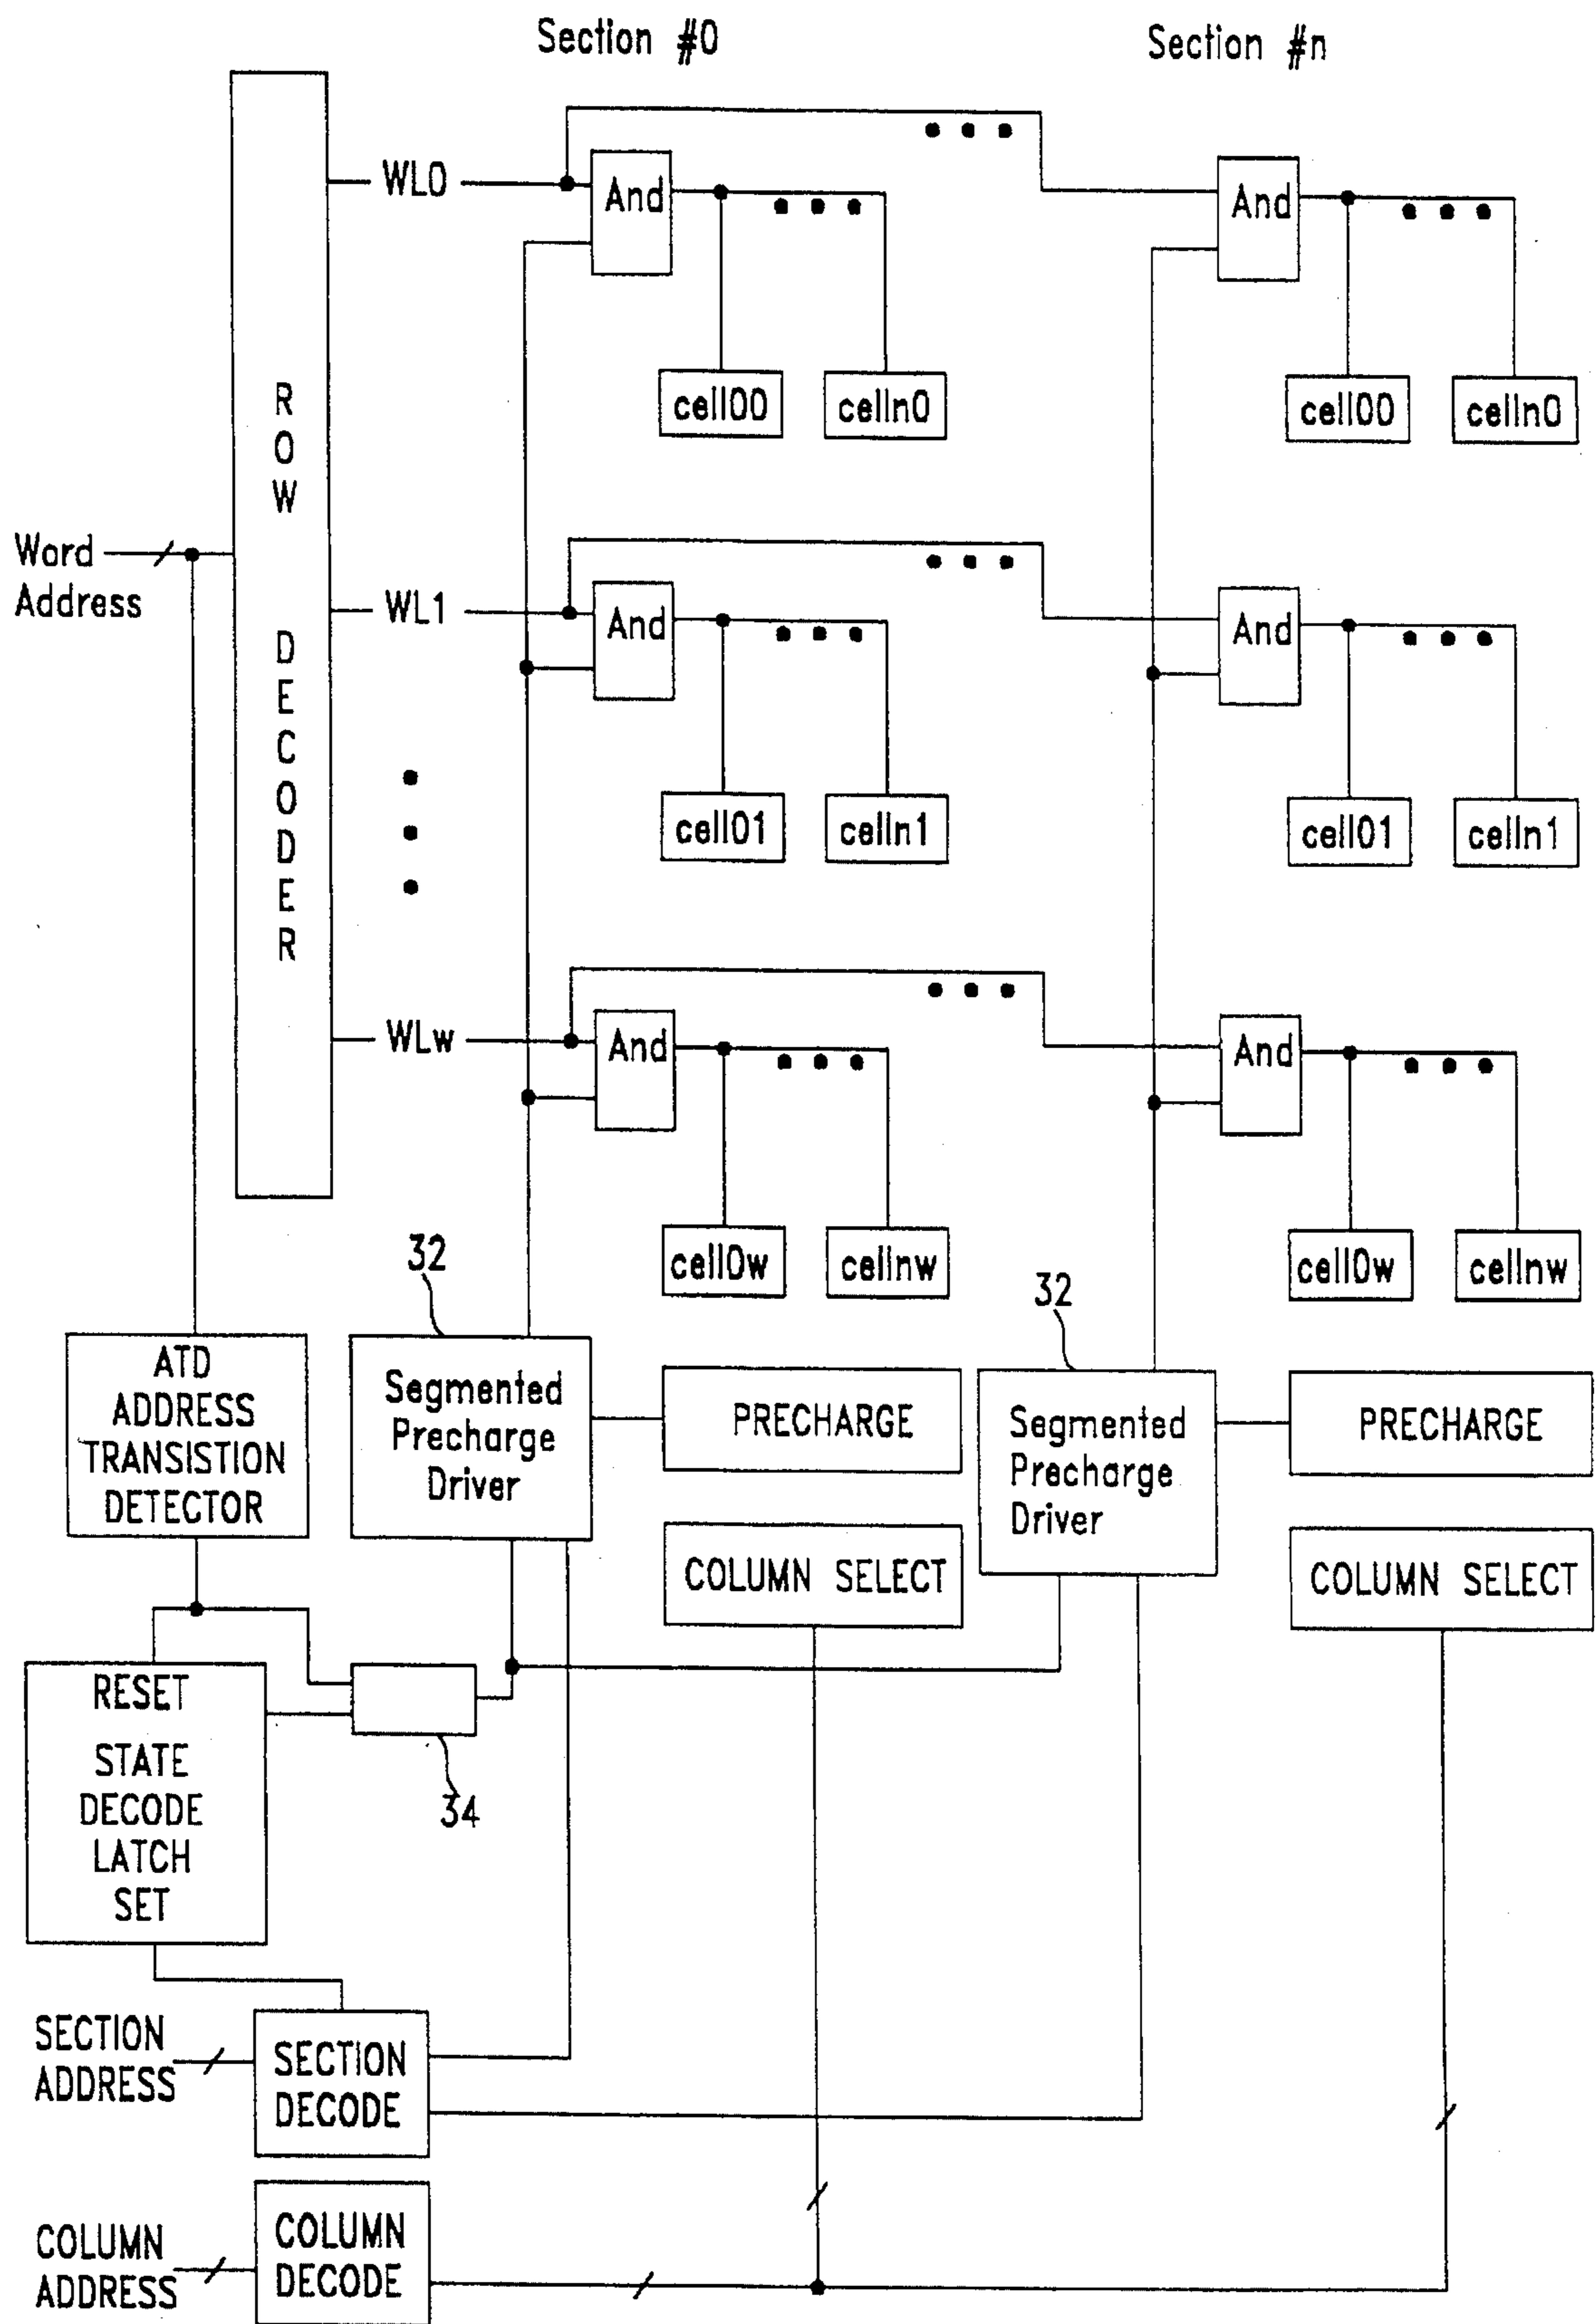 Section #0
Section #n
ROW DECODER
WL0
And
And
cell00
celln0
cell00
celln0
Word
Address
WL1
And
And
cell01
celln1
cell01
celln1
WLw
And
And
cell0w
cellnw
cell0w
cellnw
32
32
ATD
ADDRESS
TRANSISTION
DETECTOR
Segmented
Precharge
Driver
PRECHARGE
Segmented
Precharge
Driver
PRECHARGE
COLUMN SELECT
COLUMN SELECT
RESET
STATE
DECODE
LATCH
SET
34
SECTION
ADDRESS
SECTION
DECODE
COLUMN
ADDRESS
COLUMN
DECODE